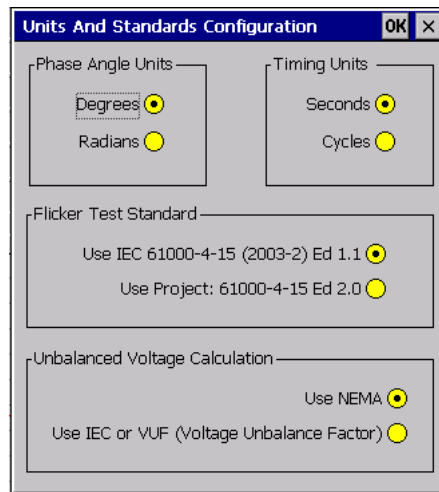 Units And Standards Configuration OK ×
Phase Angle Units
Degrees
Radians
Timing Units
Seconds
Cycles
Flicker Test Standard
Use IEC 61000-4-15 (2003-2) Ed 1.1
Use Project: 61000-4-15 Ed 2.0
Unbalanced Voltage Calculation
Use NEMA
Use IEC or VUF (Voltage Unbalance Factor)